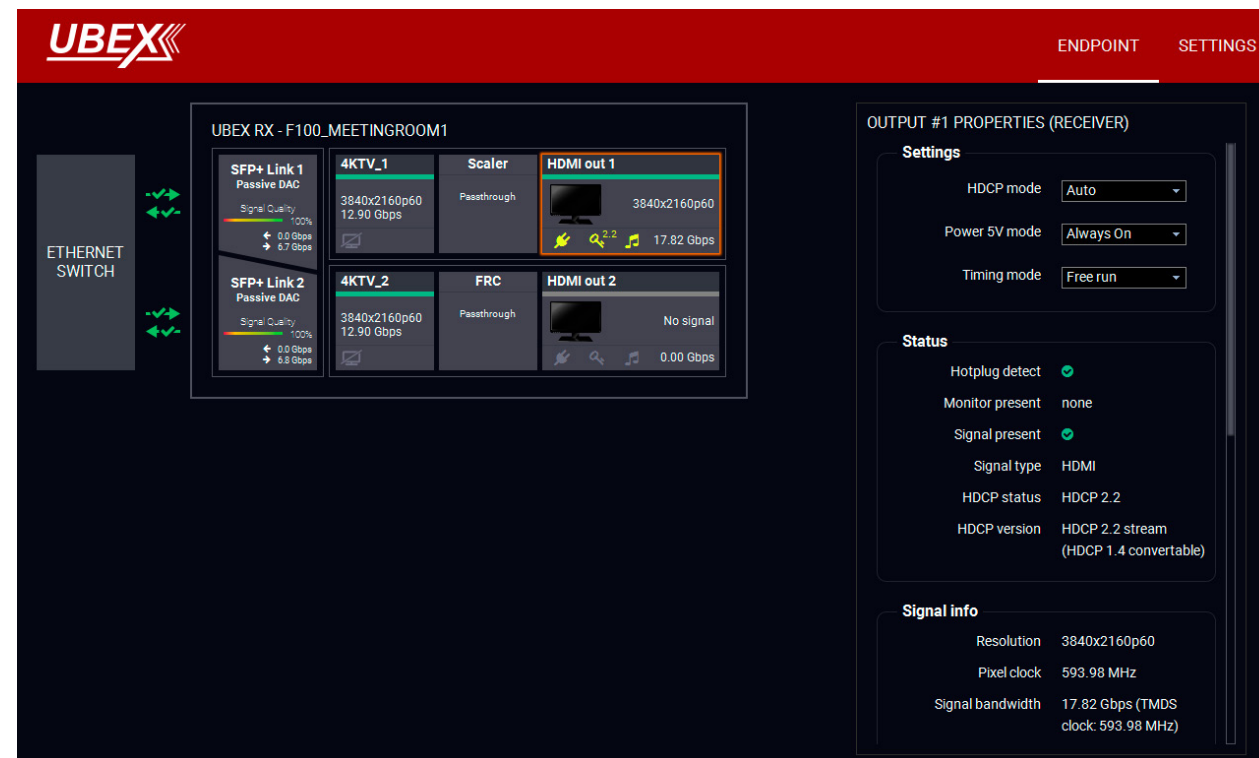 UBEX
ENDPOINT
SETTINGS
ETHERNET
SWITCH
UBEX RX - F100_MEETINGROOM1
SFP+ Link 1
Passive DAC
Signal Quality
100%
0.0 Gbps
6.7 Gbps
4KTV_1
3840x2160p60
12.90 Gbps
Scaler
Passthrough
HDMI out 1
3840x2160p60
2.2
17.82 Gbps
SFP+ Link 2
Passive DAC
Signal Quality
100%
0.0 Gbps
6.8 Gbps
4KTV_2
3840x2160p60
12.90 Gbps
FRC
Passthrough
HDMI out 2
No signal
0.00 Gbps
OUTPUT #1 PROPERTIES (RECEIVER)
Settings
HDCP mode Auto
Power 5V mode Always On
Timing mode Free run
Status
Hotplug detect
Monitor present none
Signal present
Signal type HDMI
HDCP status HDCP 2.2
HDCP version HDCP 2.2 stream
(HDCP 1.4 convertable)
Signal info
Resolution 3840x2160p60
Pixel clock 593.98 MHz
Signal bandwidth 17.82 Gbps (TMDS
clock: 593.98 MHz)